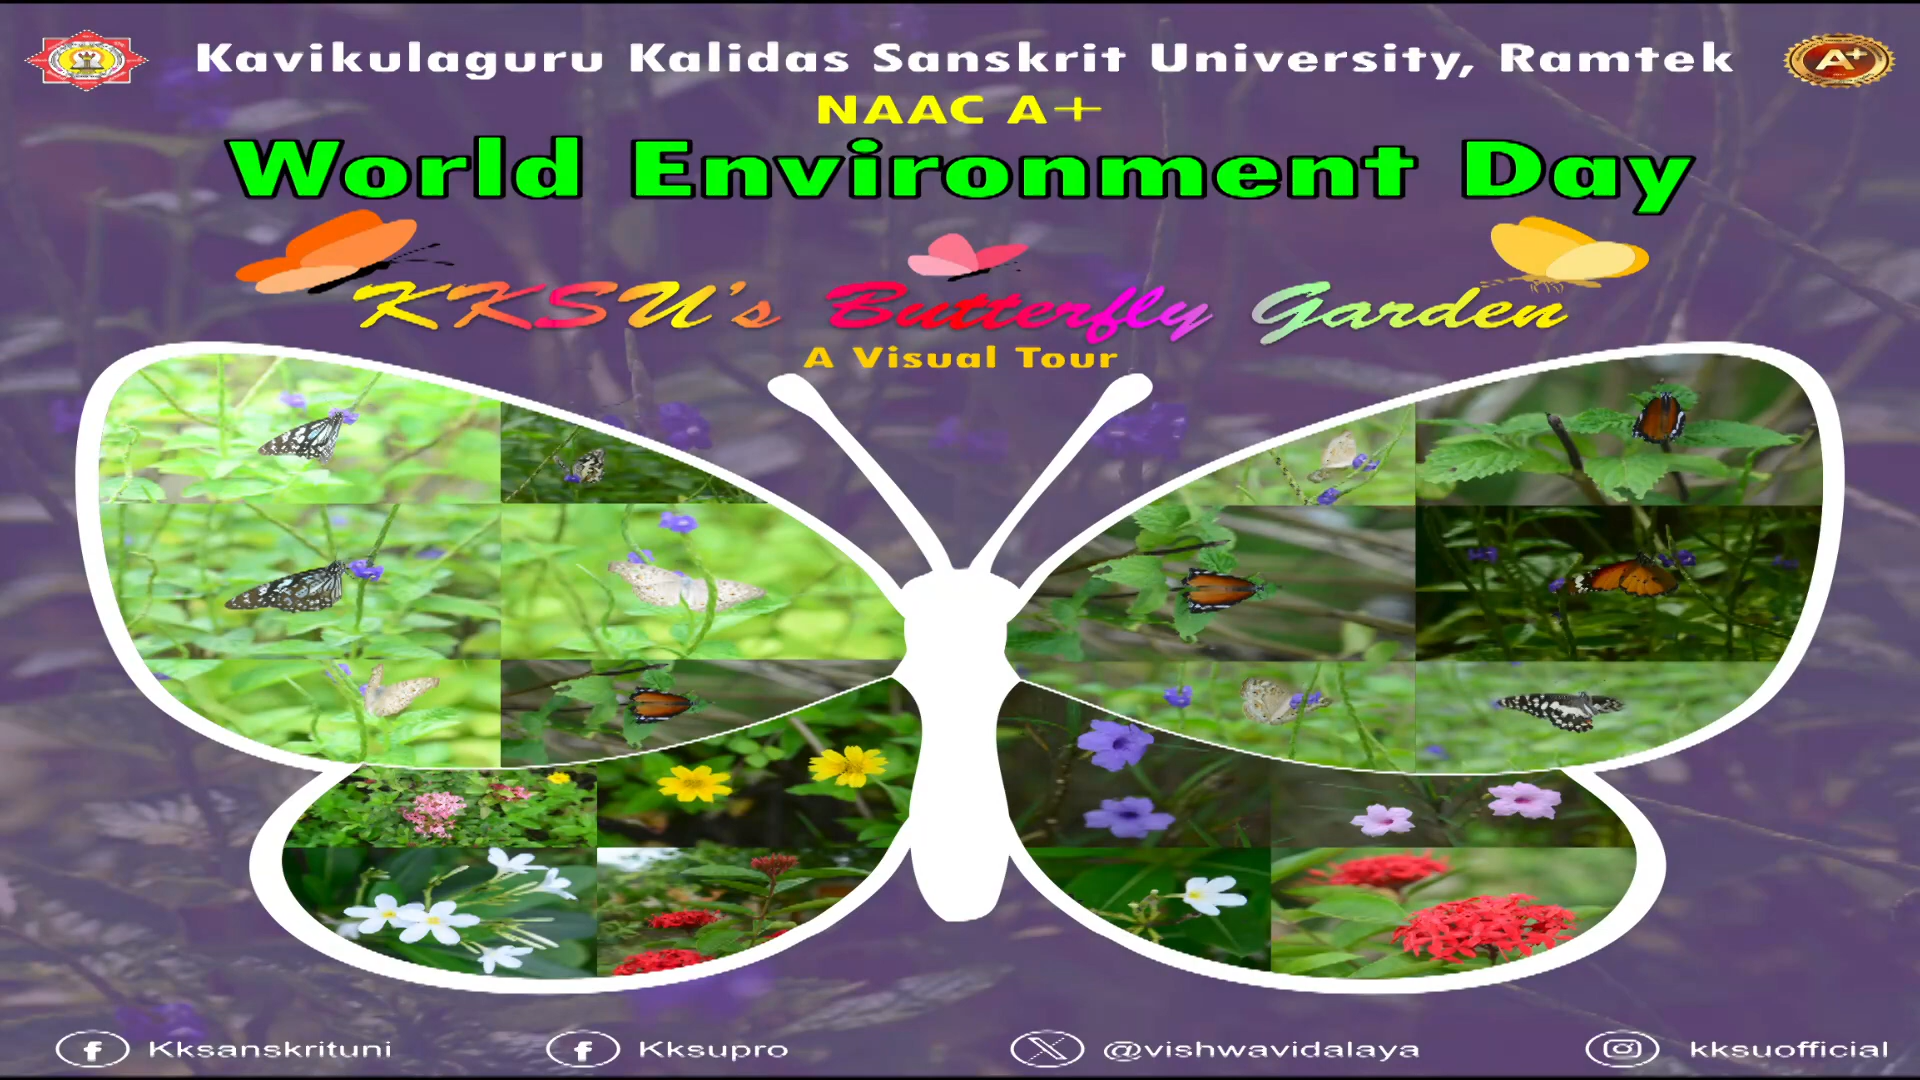 Kavikulaguru Kalidas Sanskrit University, Ramtek
A+
NAAC A+
World Environment Day
KKSU's Butterfly Garden
A Visual Tour
Kksanskrituni
Kksupro
@vishwavidalaya
kksuofficial